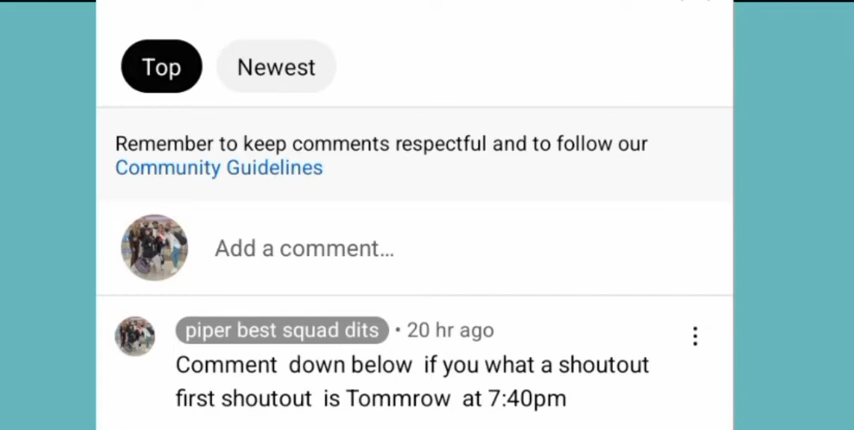 Top Newest
Remember to keep comments respectful and to follow our
Community Guidelines
Add a comment...
piper best squad dits • 20 hr ago
Comment down below if you what a shoutout
first shoutout is Tommrow at 7:40pm